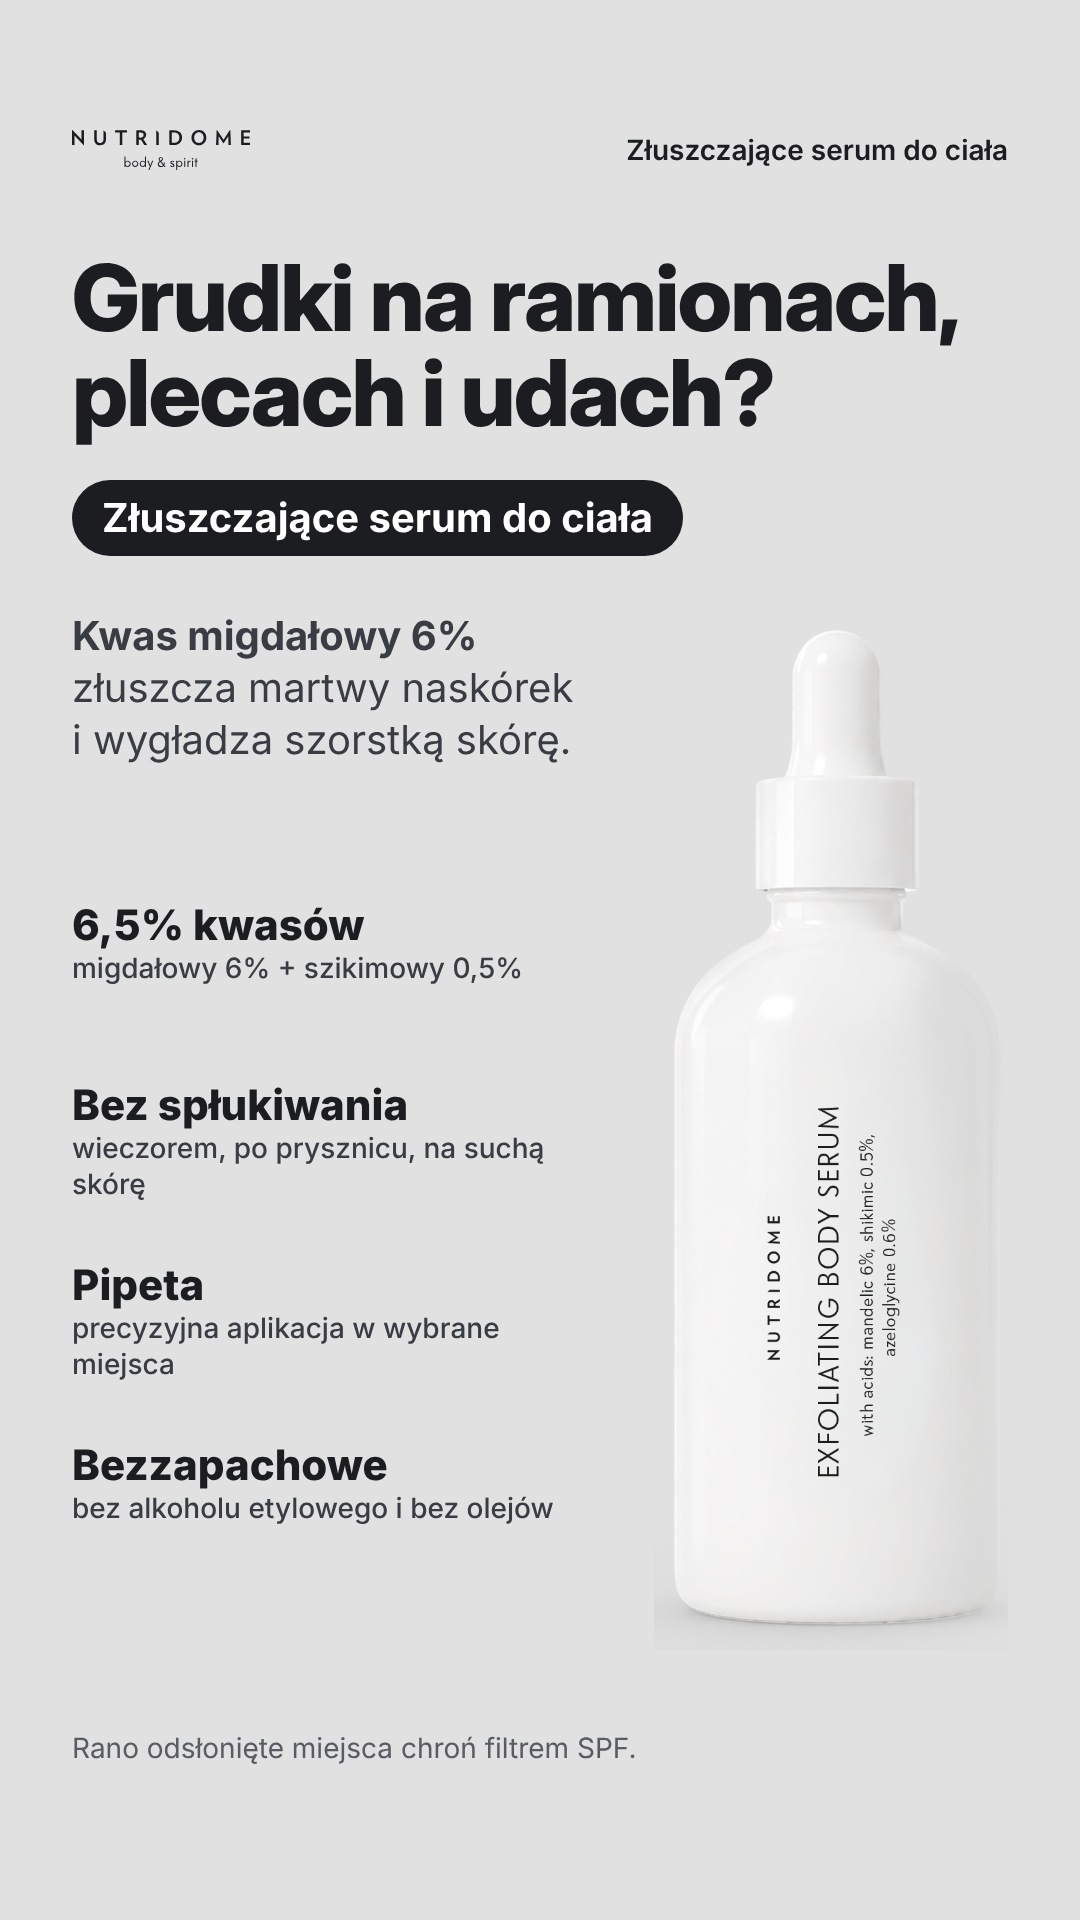 NUTRIDOME
body & spirit
Złuszczające serum do ciała
Grudki na ramionach,
plecach i udach?
Złuszczające serum do ciała
Kwas migdałowy 6%
złuszcza martwy naskórek
i wygładza szorstką skórę.
6,5% kwasów
migdałowy 6% + szikimowy 0,5%
Bez spłukiwania
wieczorem, po prysznicu, na suchą
skórę
Pipeta
precyzyjna aplikacja w wybrane
miejsca
Bezzapachowe
bez alkoholu etylowego i bez olejów
NUTRIDOME
EXFOLIATING BODY SERUM
with acids: mandelic 6%, shikimic 0.5%,
azeloglycine 0.6%
Rano odsłonięte miejsca chroń filtrem SPF.